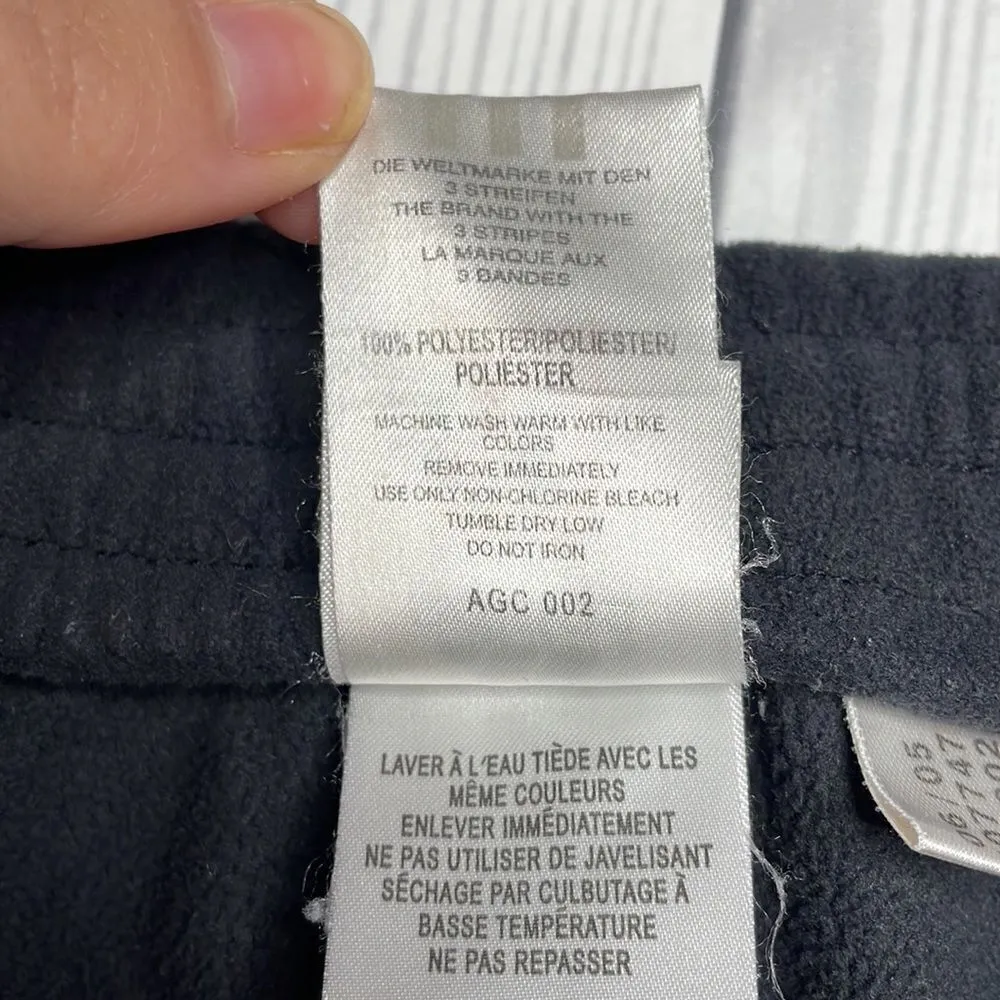 DIE WELTMARKE MIT DEN
3 STREIFEN
THE BRAND WITH THE
3 STRIPES
LA MARQUE AUX
3 BANDES
100% POLYESTER/POLIESTER/
POLIÉSTER
MACHINE WASH WARM WITH LIKE
COLORS
REMOVE IMMEDIATELY
USE ONLY NON-CHLORINE BLEACH
TUMBLE DRY LOW
DO NOT IRON
AGC 002
LAVER À L'EAU TIÈDE AVEC LES
MÊME COULEURS
ENLEVER IMMÉDIATEMENT
NE PAS UTILISER DE JAVELISANT
SÉCHAGE PAR CULBUTAGE À
BASSE TEMPÉRATURE
NE PAS REPASSER
06/05